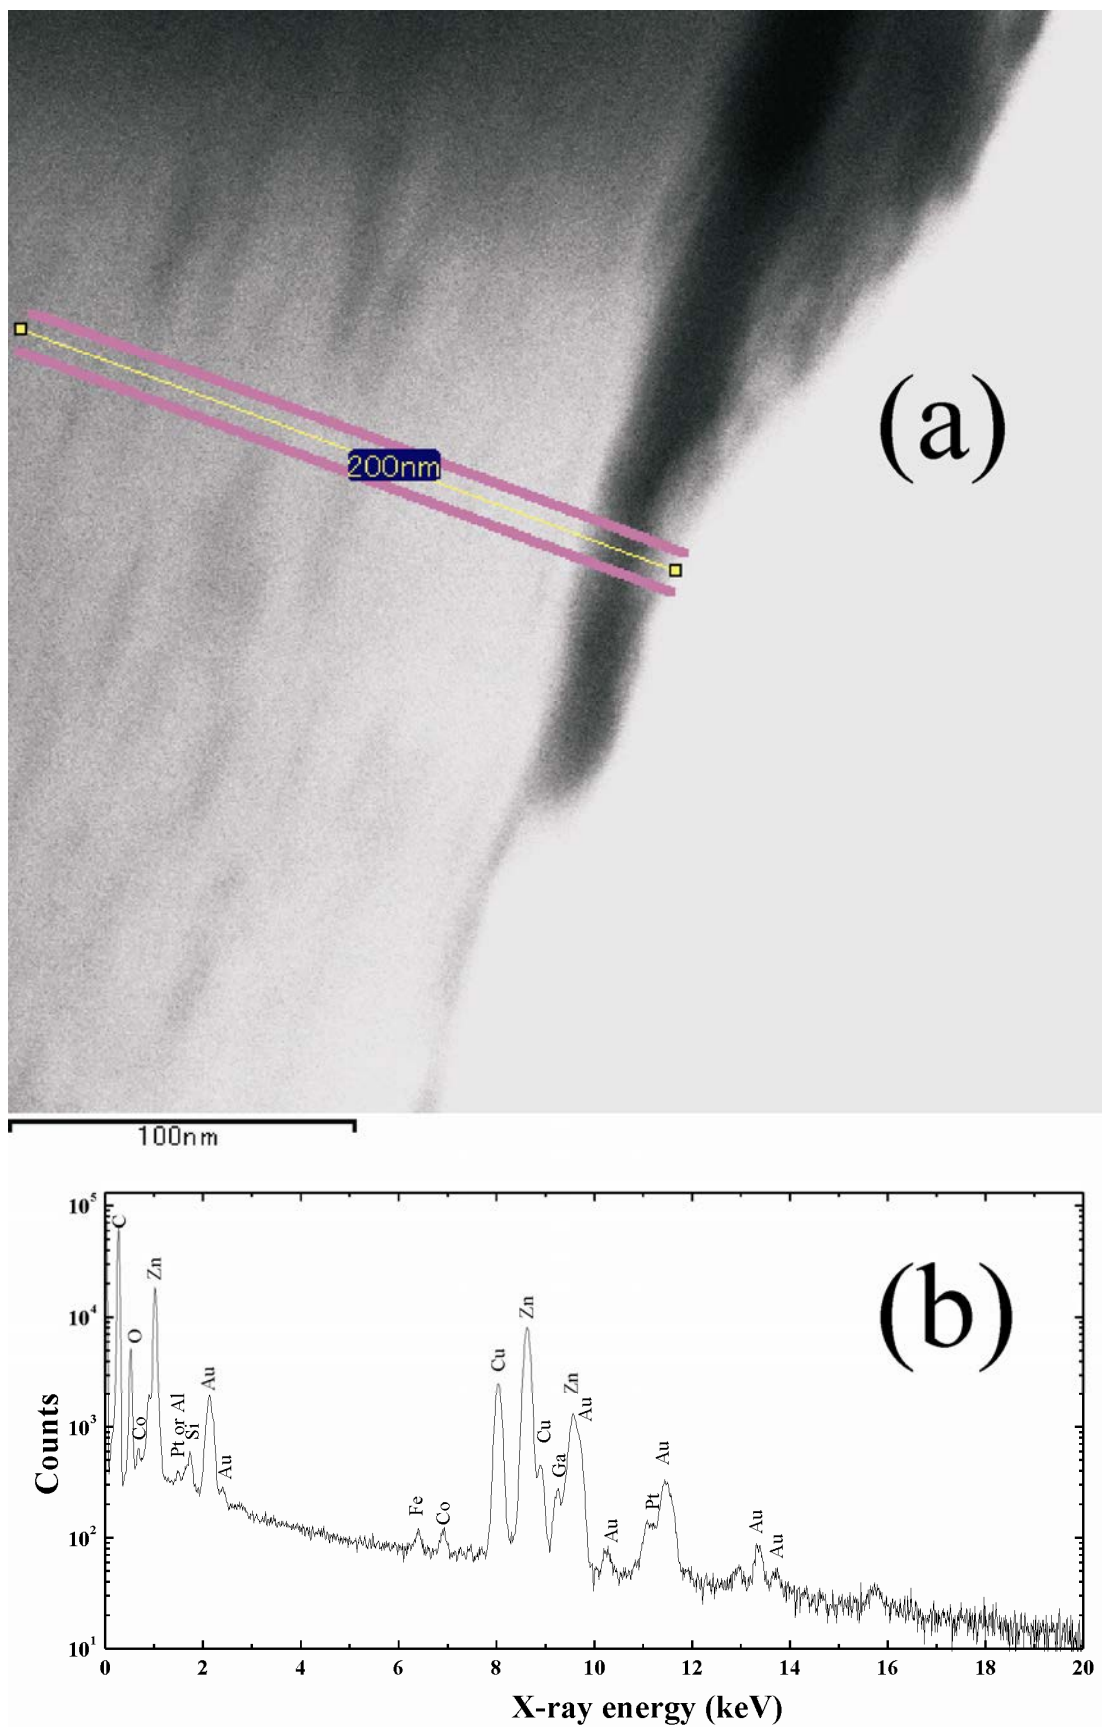 (a)
200nm
100nm
(b)
10^5
10^4
10^3
10^2
10^1
Counts
C
O
Co
Zn
Pt or Al
Si
Au
Au
Fe
Co
Cu
Zn
Cu
Ga
Zn
Au
Au
Pt
Au
Au
Au
0 2 4 6 8 10 12 14 16 18 20
X-ray energy (keV)